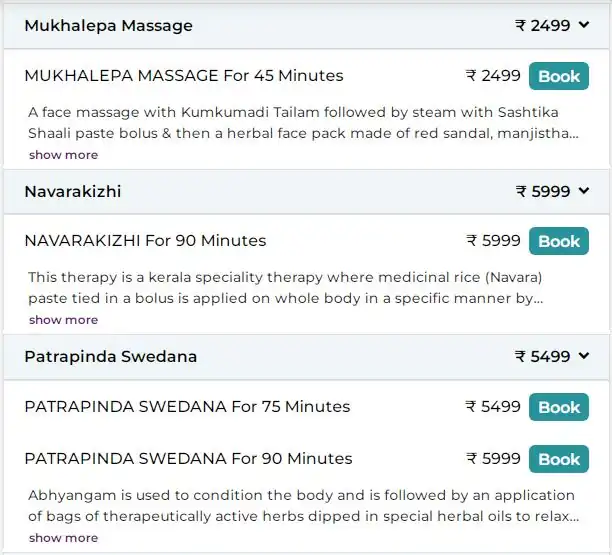 Mukhalepa Massage ₹ 2499
MUKHALEPA MASSAGE For 45 Minutes ₹ 2499 Book
A face massage with Kumkumadi Tailam followed by steam with Sashtika
Shaali paste bolus & then a herbal face pack made of red sandal, manjistha...
show more
Navarakizhi ₹ 5999
NAVARAKIZHI For 90 Minutes ₹ 5999 Book
This therapy is a kerala speciality therapy where medicinal rice (Navara)
paste tied in a bolus is applied on whole body in a specific manner by...
show more
Patrapinda Swedana ₹ 5499
PATRAPINDA SWEDANA For 75 Minutes ₹ 5499 Book
PATRAPINDA SWEDANA For 90 Minutes ₹ 5999 Book
Abhyangam is used to condition the body and is followed by an application
of bags of therapeutically active herbs dipped in special herbal oils to relax...
show more